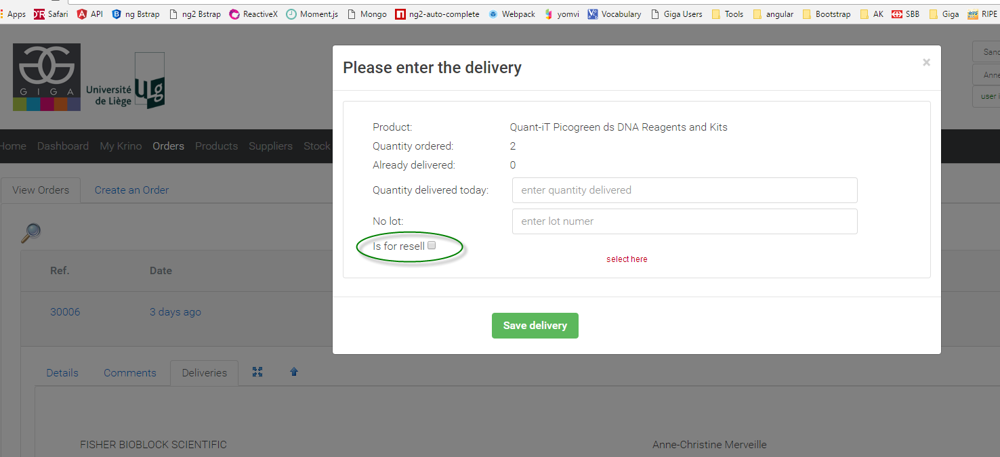 Apps Safari API ng Bstrap ng2 Bstrap ReactiveX Moment.js Mongo ng2-auto-complete Webpack yomvi Vocabulary Giga Users Tools angular Bootstrap AK SBB Giga RIPE
GIGA
Université
de Liège
ULg
Please enter the delivery ×
Anne
user
Product: Quant-iT Picogreen ds DNA Reagents and Kits
Home Dashboard My Krino Orders Products Suppliers Stock
Quantity ordered: 2
Already delivered: 0
View Orders Create an Order
Quantity delivered today: enter quantity delivered
No lot: enter lot numer
Is for resell
select here
Ref. Date
30006 3 days ago
Save delivery
Details Comments Deliveries
FISHER BIOBLOCK SCIENTIFIC Anne-Christine Merveille